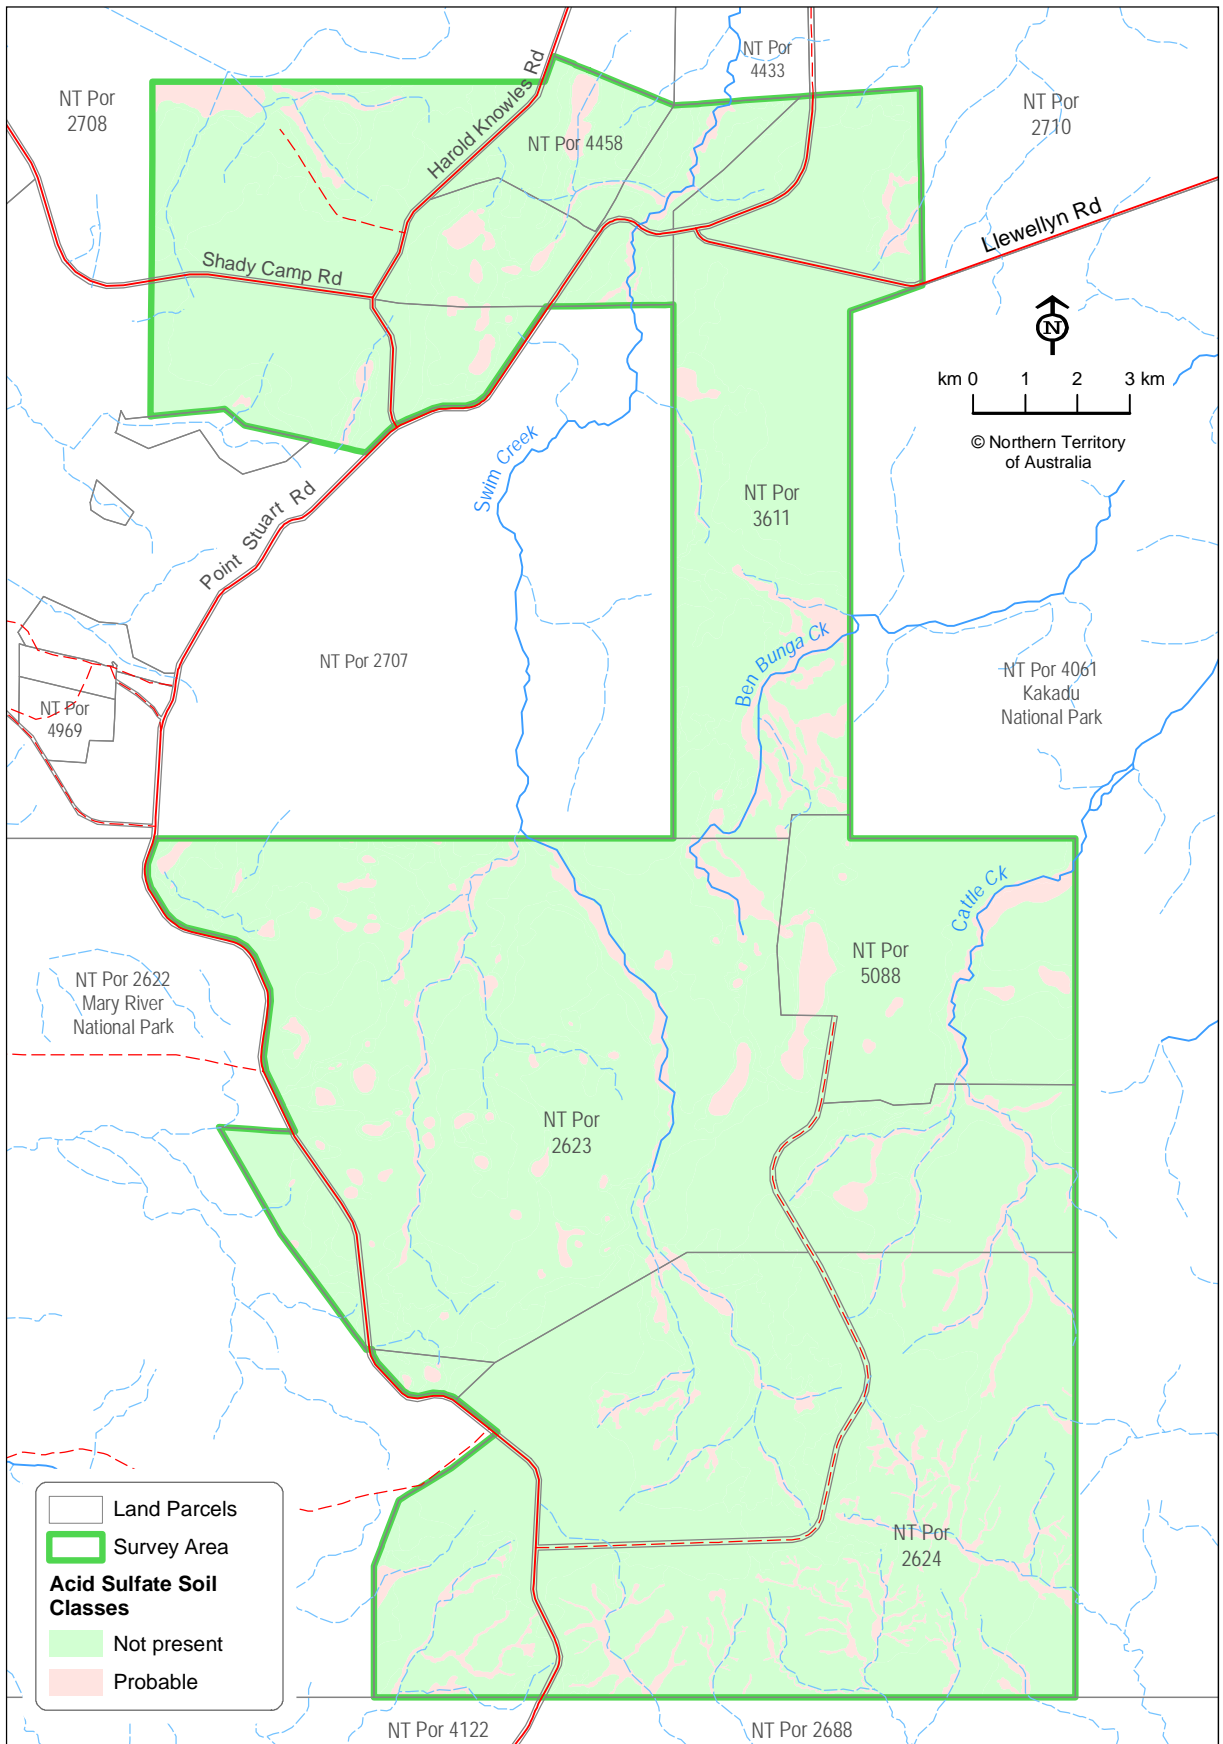 NT Por
4433
Harold Knowles Rd
NT Por
2708
NT Por
2710
NT Por 4458
Llewellyn Rd
Shady Camp Rd
N
km 0 1 2 3 km
© Northern Territory
of Australia
Swim Creek
NT Por
3611
Point Stuart Rd
Ben Bunga Ck
NT Por 2707
NT Por 4061
Kakadu
National Park
NT Por
4969
Cattle Ck
NT Por
5088
NT Por 2622
Mary River
National Park
NT Por
2623
Land Parcels
Survey Area
Acid Sulfate Soil
Classes
Not present
Probable
NT Por
2624
NT Por 4122
NT Por 2688